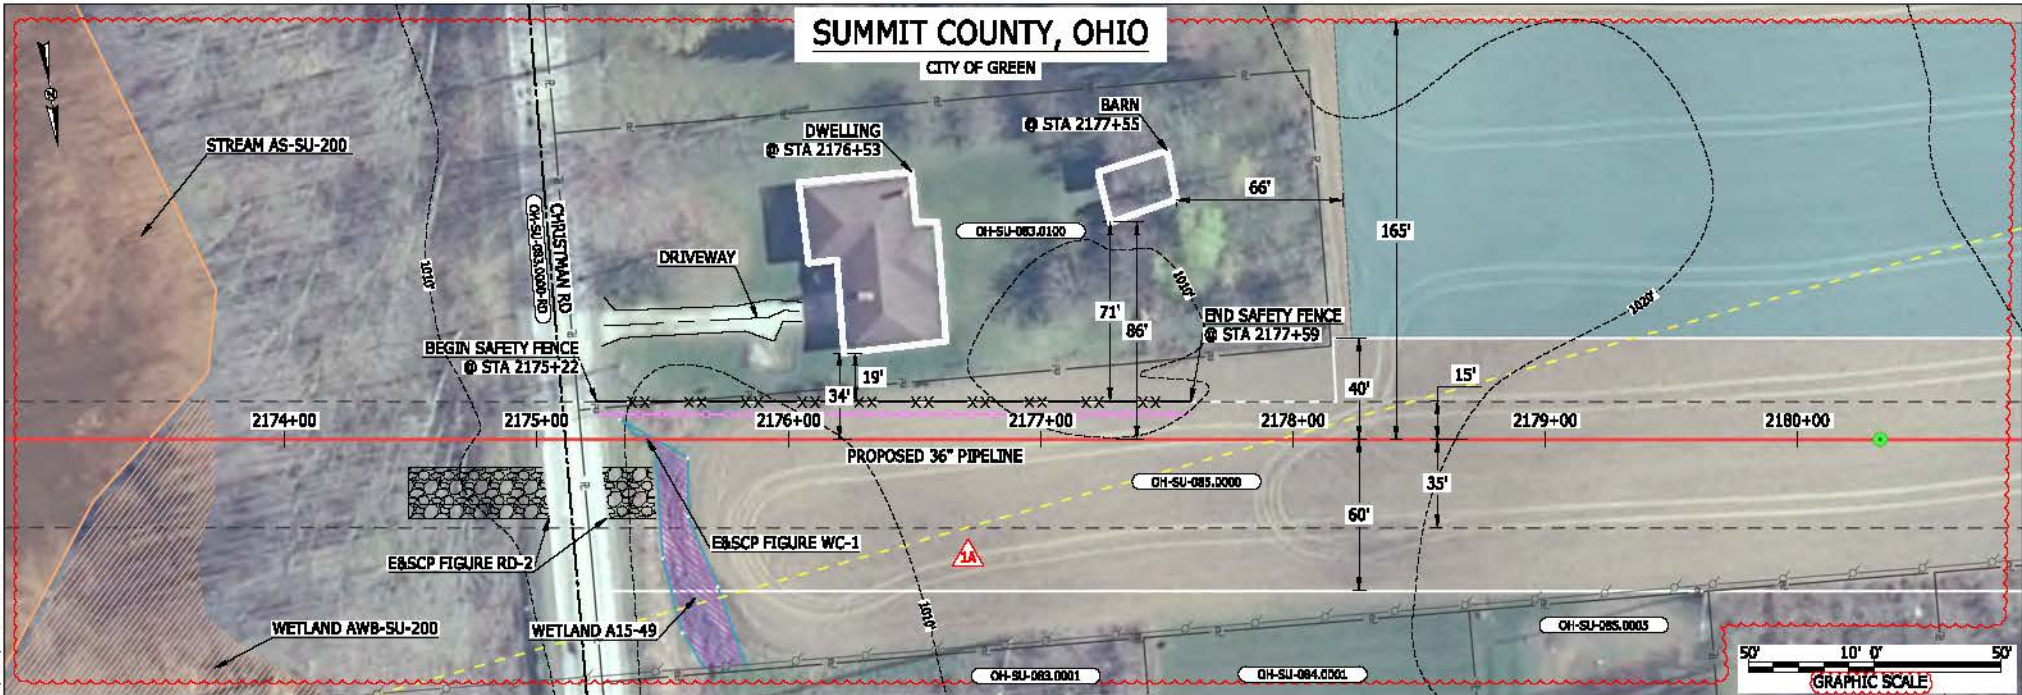 SUMMIT COUNTY, OHIO
CITY OF GREEN
BARN
@ STA 2177+55
DWELLING
@ STA 2176+53
STREAM AS-SU-200
66'
CHRISTMAN RD
OH-SU-083.0000-RD
OH-SU-083.0100
165'
DRIVEWAY
1010'
1010'
1020'
71'
86'
END SAFETY FENCE
@ STA 2177+59
BEGIN SAFETY FENCE
@ STA 2175+22
19'
34'
40'
15'
2174+00
2175+00
2176+00
2177+00
2178+00
2179+00
2180+00
PROPOSED 36" PIPELINE
OH-SU-085.0000
35'
60'
E&SCP FIGURE WC-1
E&SCP FIGURE RD-2
1A
1010'
WETLAND AWB-SU-200
WETLAND A15-49
OH-SU-085.0003
OH-SU-083.0001
OH-SU-084.0001
50' 10' 0' 50'
GRAPHIC SCALE